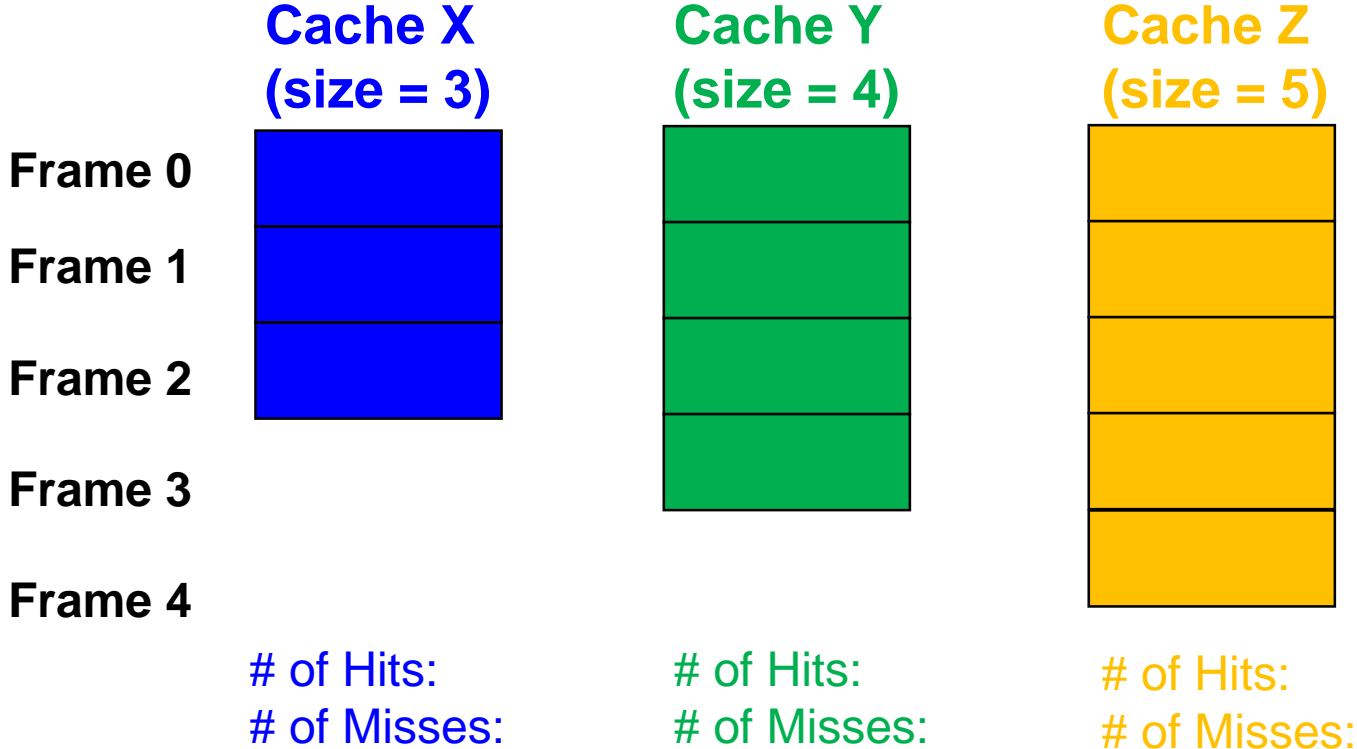 Cache X
(size = 3)
Cache Y
(size = 4)
Cache Z
(size = 5)
Frame 0
Frame 1
Frame 2
Frame 3
Frame 4
# of Hits:
# of Misses:
# of Hits:
# of Misses:
# of Hits:
# of Misses: